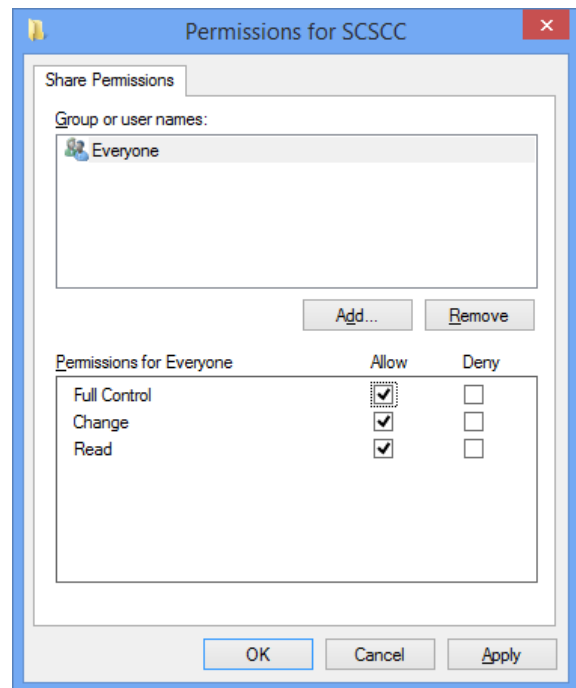 Permissions for SCSCC
Share Permissions
Group or user names:
Everyone
Add... Remove
Permissions for Everyone Allow Deny
Full Control
Change
Read
OK Cancel Apply